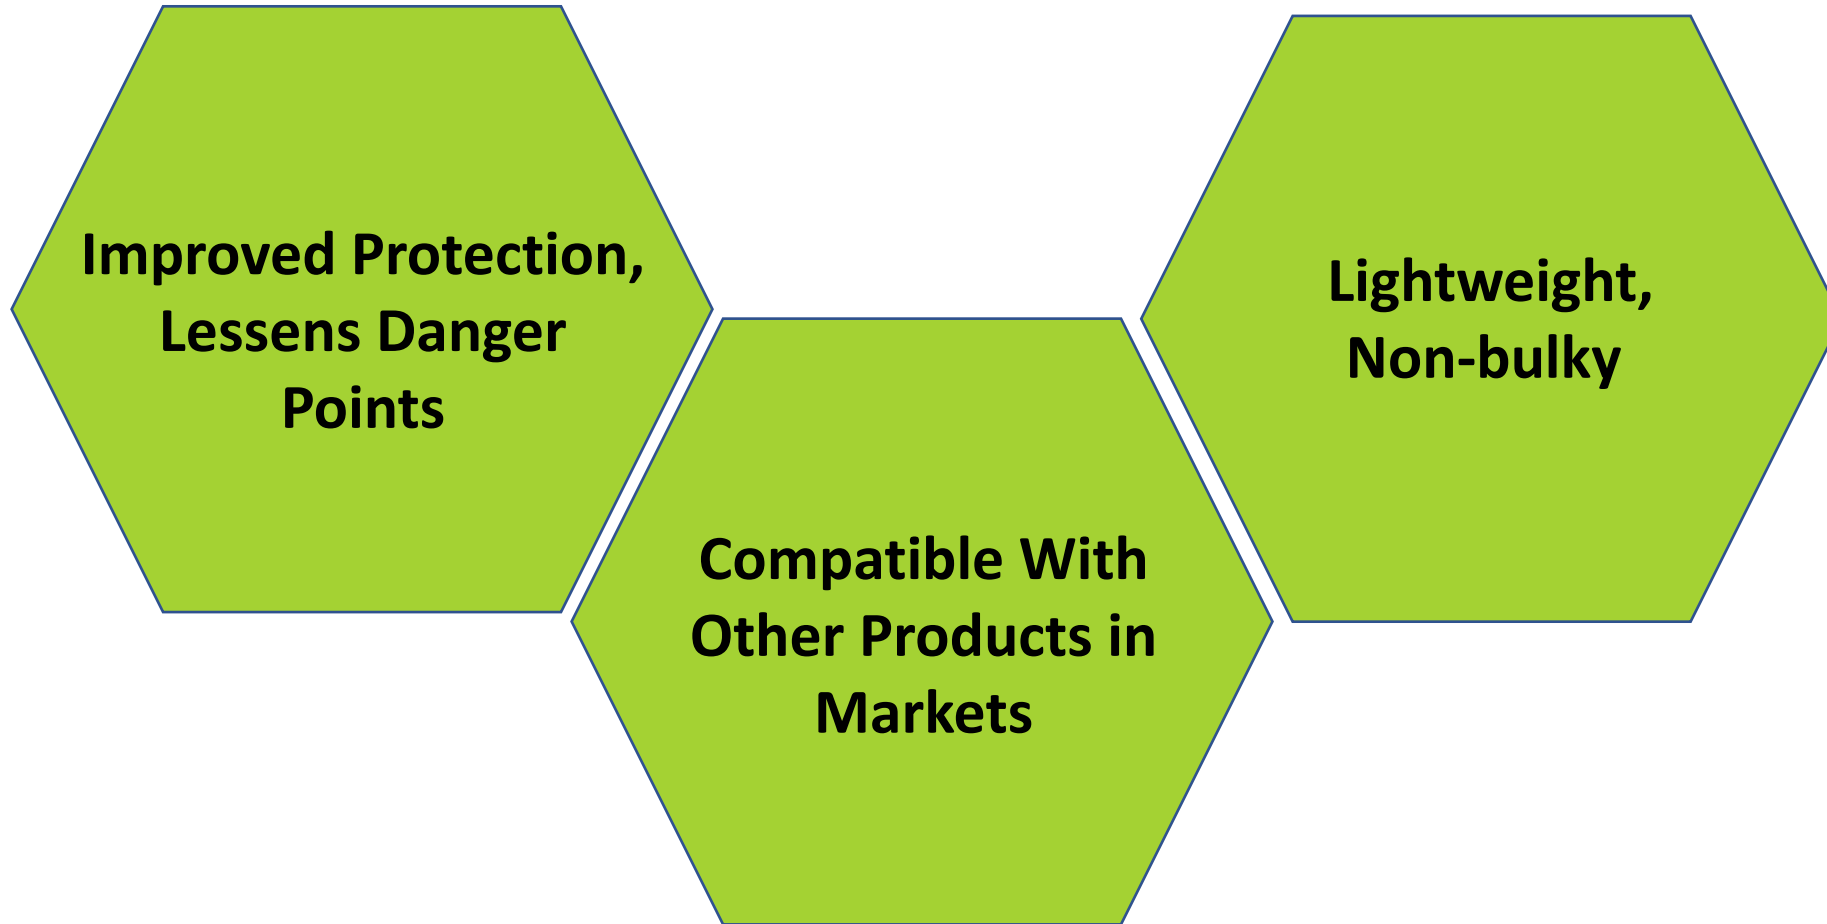 Improved Protection,
Lessens Danger
Points
Compatible With
Other Products in
Markets
Lightweight,
Non-bulky